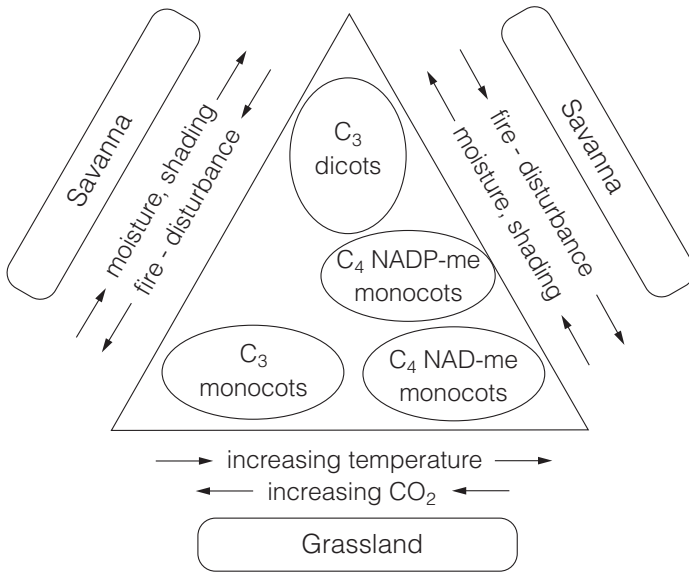 Savanna
moisture, shading
fire - disturbance
C₃
dicots
C₄ NADP-me
monocots
C₃
monocots
C₄ NAD-me
monocots
fire - disturbance
moisture, shading
Savanna
increasing temperature
increasing CO₂
Grassland